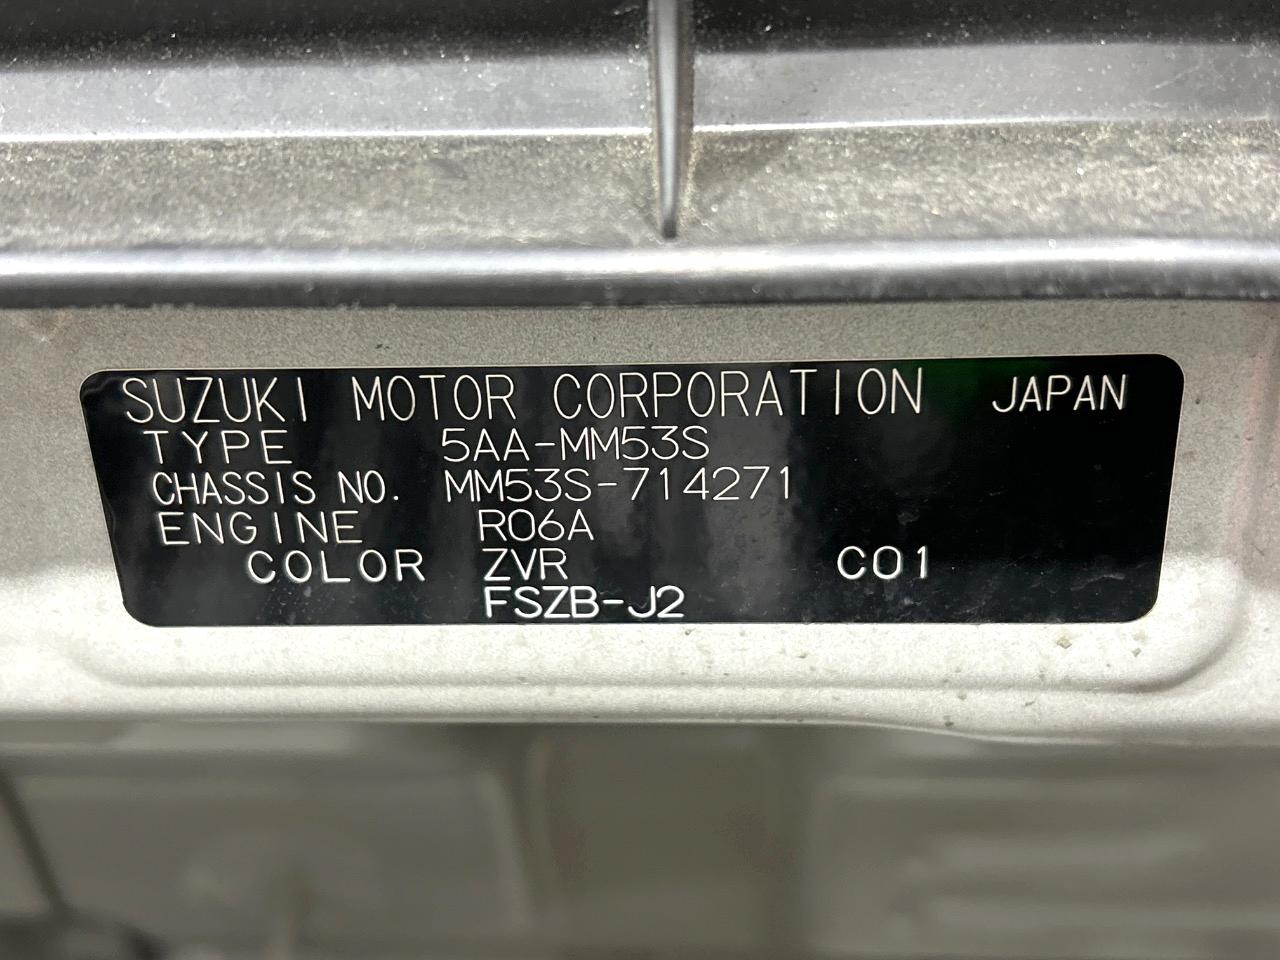 SUZUKI MOTOR CORPORATION JAPAN
TYPE 5AA-MM53S
CHASSIS NO. MM53S-714271
ENGINE R06A
COLOR ZVR C01
FSZB-J2